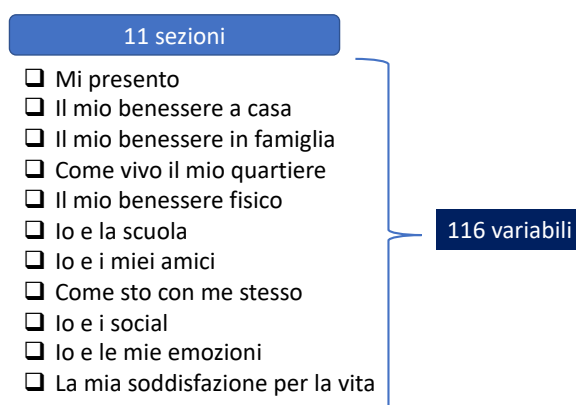 11 sezioni
Mi presento
Il mio benessere a casa
Il mio benessere in famiglia
Come vivo il mio quartiere
Il mio benessere fisico
Io e la scuola
Io e i miei amici
Come sto con me stesso
Io e i social
Io e le mie emozioni
La mia soddisfazione per la vita
116 variabili